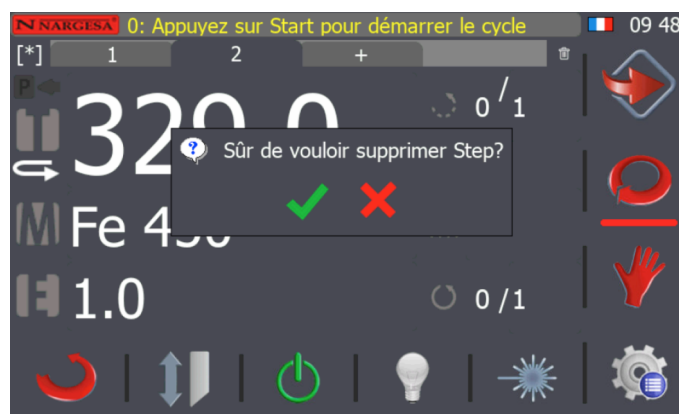 NARGESA 0: Appuyez sur Start pour démarrer le cycle 09 48
[*] 1 2 +
P
0/1
Sûr de vouloir supprimer Step?
Fe
1.0 0/1